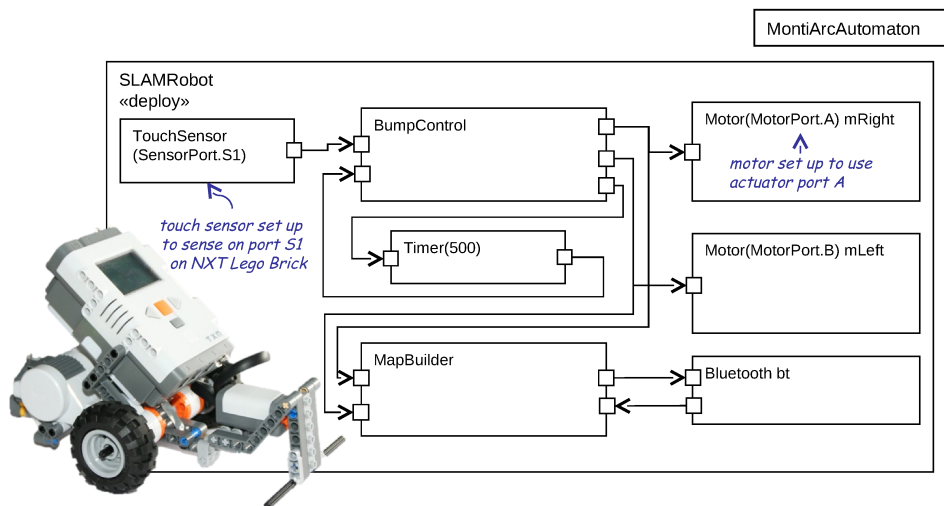 MontiArcAutomaton
SLAMRobot
«deploy»
TouchSensor
(SensorPort.S1)
BumpControl
Motor(MotorPort.A) mRight
motor set up to use
actuator port A
touch sensor set up
to sense on port S1
on NXT Lego Brick
Timer(500)
Motor(MotorPort.B) mLeft
MapBuilder
Bluetooth bt
NXT